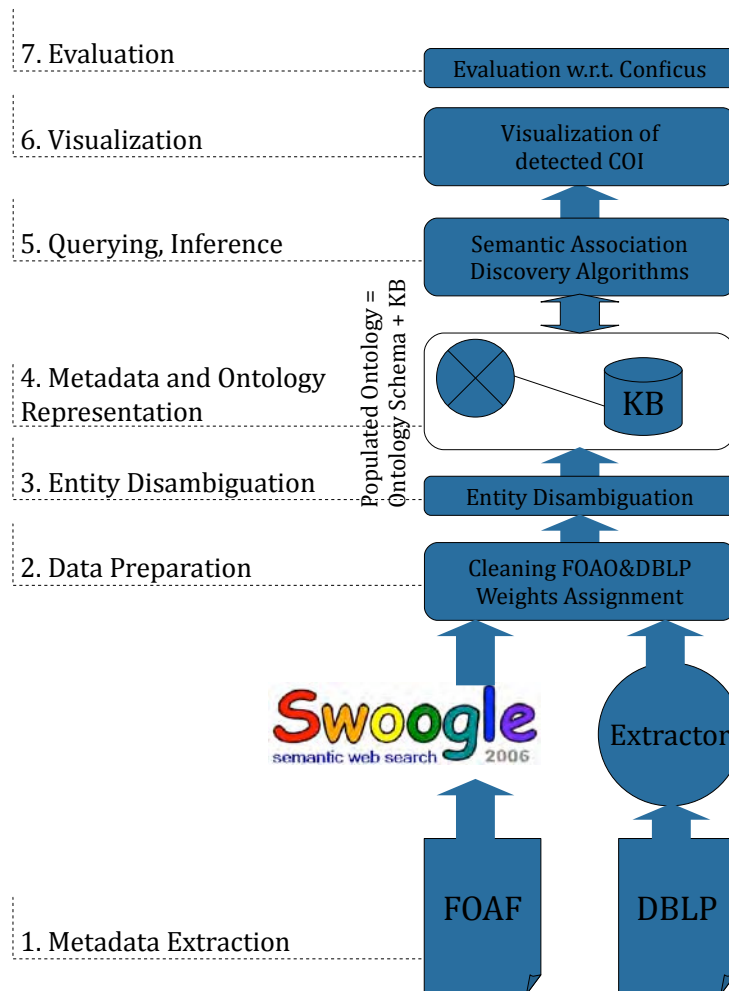 7. Evaluation
Evaluation w.r.t. Conficus
6. Visualization
Visualization of
detected COI
5. Querying, Inference
Semantic Association
Discovery Algorithms
Populated Ontology =
Ontology Schema + KB
4. Metadata and Ontology
Representation
KB
3. Entity Disambiguation
Entity Disambiguation
2. Data Preparation
Cleaning FOAO&DBLP
Weights Assignment
Swoogle
semantic web search 2006
Extractor
FOAF
DBLP
1. Metadata Extraction